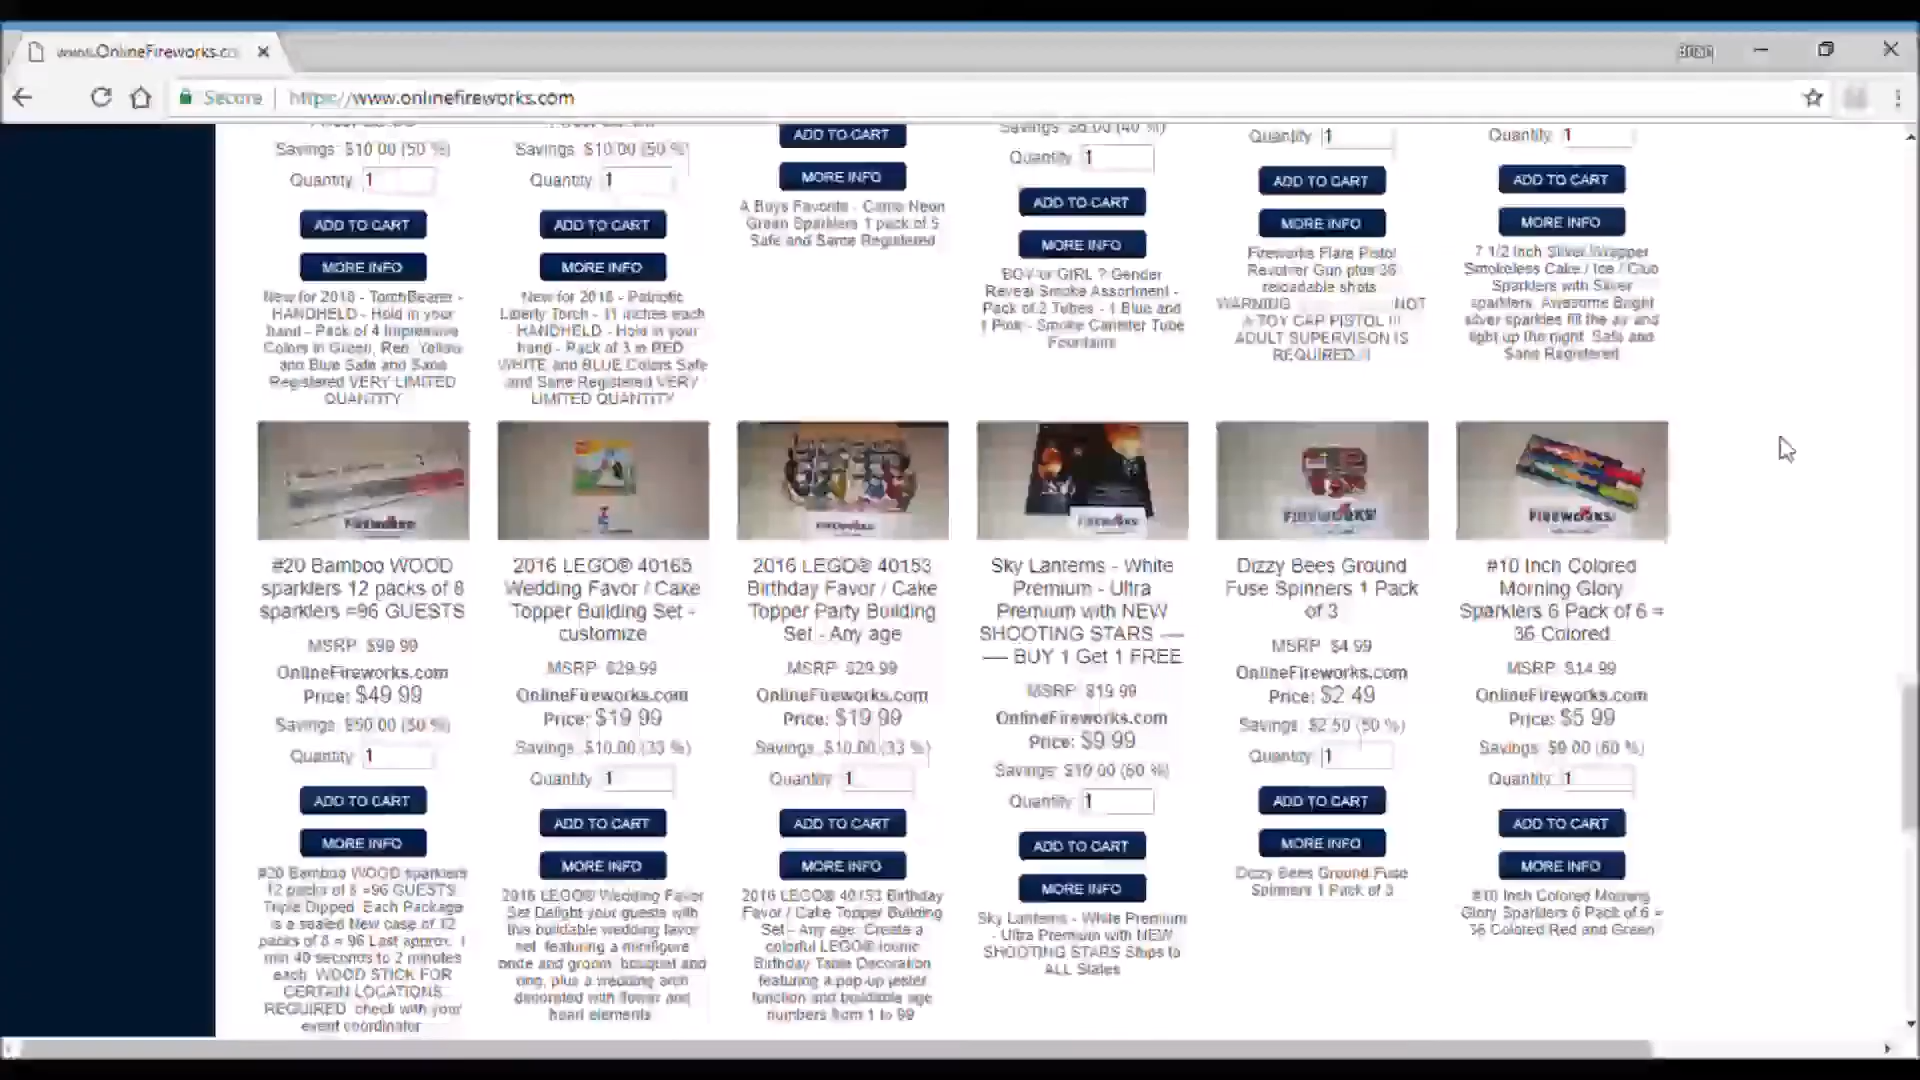 www.OnlineFireworks.co
Brian
Secure
https://www.onlinefireworks.com
Savings: $10.00 (50 %)
Quantity 1
ADD TO CART
MORE INFO
New for 2016 - TorchBearer -
HANDHELD - Hold in your
hand - Pack of 4 Impressive
Colors in Green, Red, Yellow
and Blue Safe and Sane
Registered VERY LIMITED
QUANTITY
Savings: $10.00 (50 %)
Quantity 1
ADD TO CART
MORE INFO
New for 2016 - Patriotic
Liberty Torch - 11 inches each
- HANDHELD - Hold in your
hand - Pack of 3 in RED
WHITE and BLUE Colors Safe
and Sane Registered VERY
LIMITED QUANTITY
ADD TO CART
MORE INFO
A Boys Favorite - Camo Neon
Green Sparklers 1 pack of 5
Safe and Sane Registered
Quantity 1
ADD TO CART
MORE INFO
BOY or GIRL ? Gender
Reveal Smoke Assortment -
Pack of 2 Tubes - 1 Blue and
1 Pink - Smoke Canister Tube
Fountains
Quantity 1
ADD TO CART
MORE INFO
Fireworks Flare Pistol
Revolver Gun plus 36
reloadable shots
WARNING NOT
A TOY CAP PISTOL !!!
ADULT SUPERVISON IS
REQUIRED
Quantity 1
ADD TO CART
MORE INFO
7 1/2 Inch Silver Wrapper
Smokeless Cake / Ice / Club
Sparklers with Silver
sparkles. Awesome Bright
silver sparkles fill the air and
light up the night. Safe and
Sane Registered
#20 Bamboo WOOD
sparklers 12 packs of 8
sparklers =96 GUESTS
MSRP: $99.99
OnlineFireworks.com
Price: $49.99
Savings: $50.00 (50 %)
Quantity 1
ADD TO CART
MORE INFO
#20 Bamboo WOOD sparklers
12 packs of 8 =96 GUESTS
Triple Dipped. Each Package
is a sealed New case of 12
packs of 8 = 96 Last approx. 1
min 40 seconds to 2 minutes
each. WOOD STICK FOR
CERTAIN LOCATIONS
REQUIRED check with your
event coordinator
2016 LEGO® 40165
Wedding Favor / Cake
Topper Building Set -
customize
MSRP: $29.99
OnlineFireworks.com
Price: $19.99
Savings: $10.00 (33 %)
Quantity 1
ADD TO CART
MORE INFO
2016 LEGO® Wedding Favor
Set Delight your guests with
this buildable wedding favor
set, featuring a minifigure
bride and groom, bouquet and
ring, plus a wedding arch
decorated with flower and
heart elements
FIREWORKS
2016 LEGO® 40153
Birthday Favor / Cake
Topper Party Building
Set - Any age
MSRP: $29.99
OnlineFireworks.com
Price: $19.99
Savings: $10.00 (33 %)
Quantity 1
ADD TO CART
MORE INFO
2016 LEGO® 40153 Birthday
Favor / Cake Topper Building
Set - Any age. Create a
colorful LEGO® iconic
Birthday Table Decoration
featuring a pop-up jester
function and buildable age
numbers from 1 to 99
FIREWORKS
Sky Lanterns - White
Premium - Ultra
Premium with NEW
SHOOTING STARS ----
---- BUY 1 Get 1 FREE
MSRP: $19.99
OnlineFireworks.com
Price: $9.99
Savings: $10.00 (50 %)
Quantity 1
ADD TO CART
MORE INFO
Sky Lanterns - White Premium
- Ultra Premium with NEW
SHOOTING STARS Ships to
ALL States
FIREWORKS
Dizzy Bees Ground
Fuse Spinners 1 Pack
of 3
MSRP: $4.99
OnlineFireworks.com
Price: $2.49
Savings: $2.50 (50 %)
Quantity 1
ADD TO CART
MORE INFO
Dizzy Bees Ground Fuse
Spinners 1 Pack of 3
FIREWORKS
#10 Inch Colored
Morning Glory
Sparklers 6 Pack of 6 =
36 Colored
MSRP: $14.99
OnlineFireworks.com
Price: $5.99
Savings: $9.00 (60 %)
Quantity 1
ADD TO CART
MORE INFO
#10 Inch Colored Morning
Glory Sparklers 6 Pack of 6 =
36 Colored Red and Green